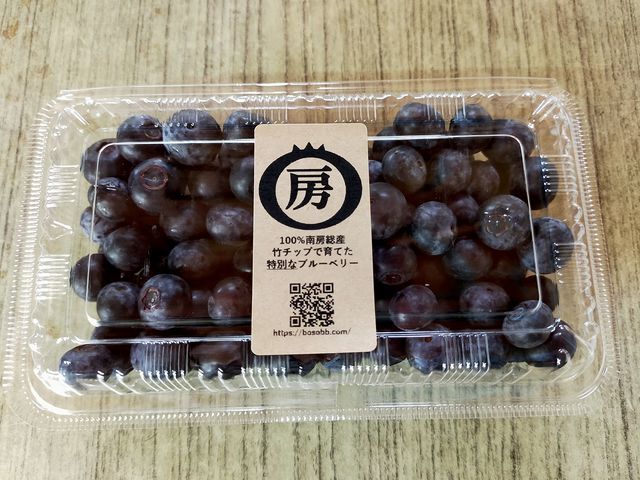 房
100%南房総産
竹チップで育てた
特別なブルーベリー
https://bosobb.com/